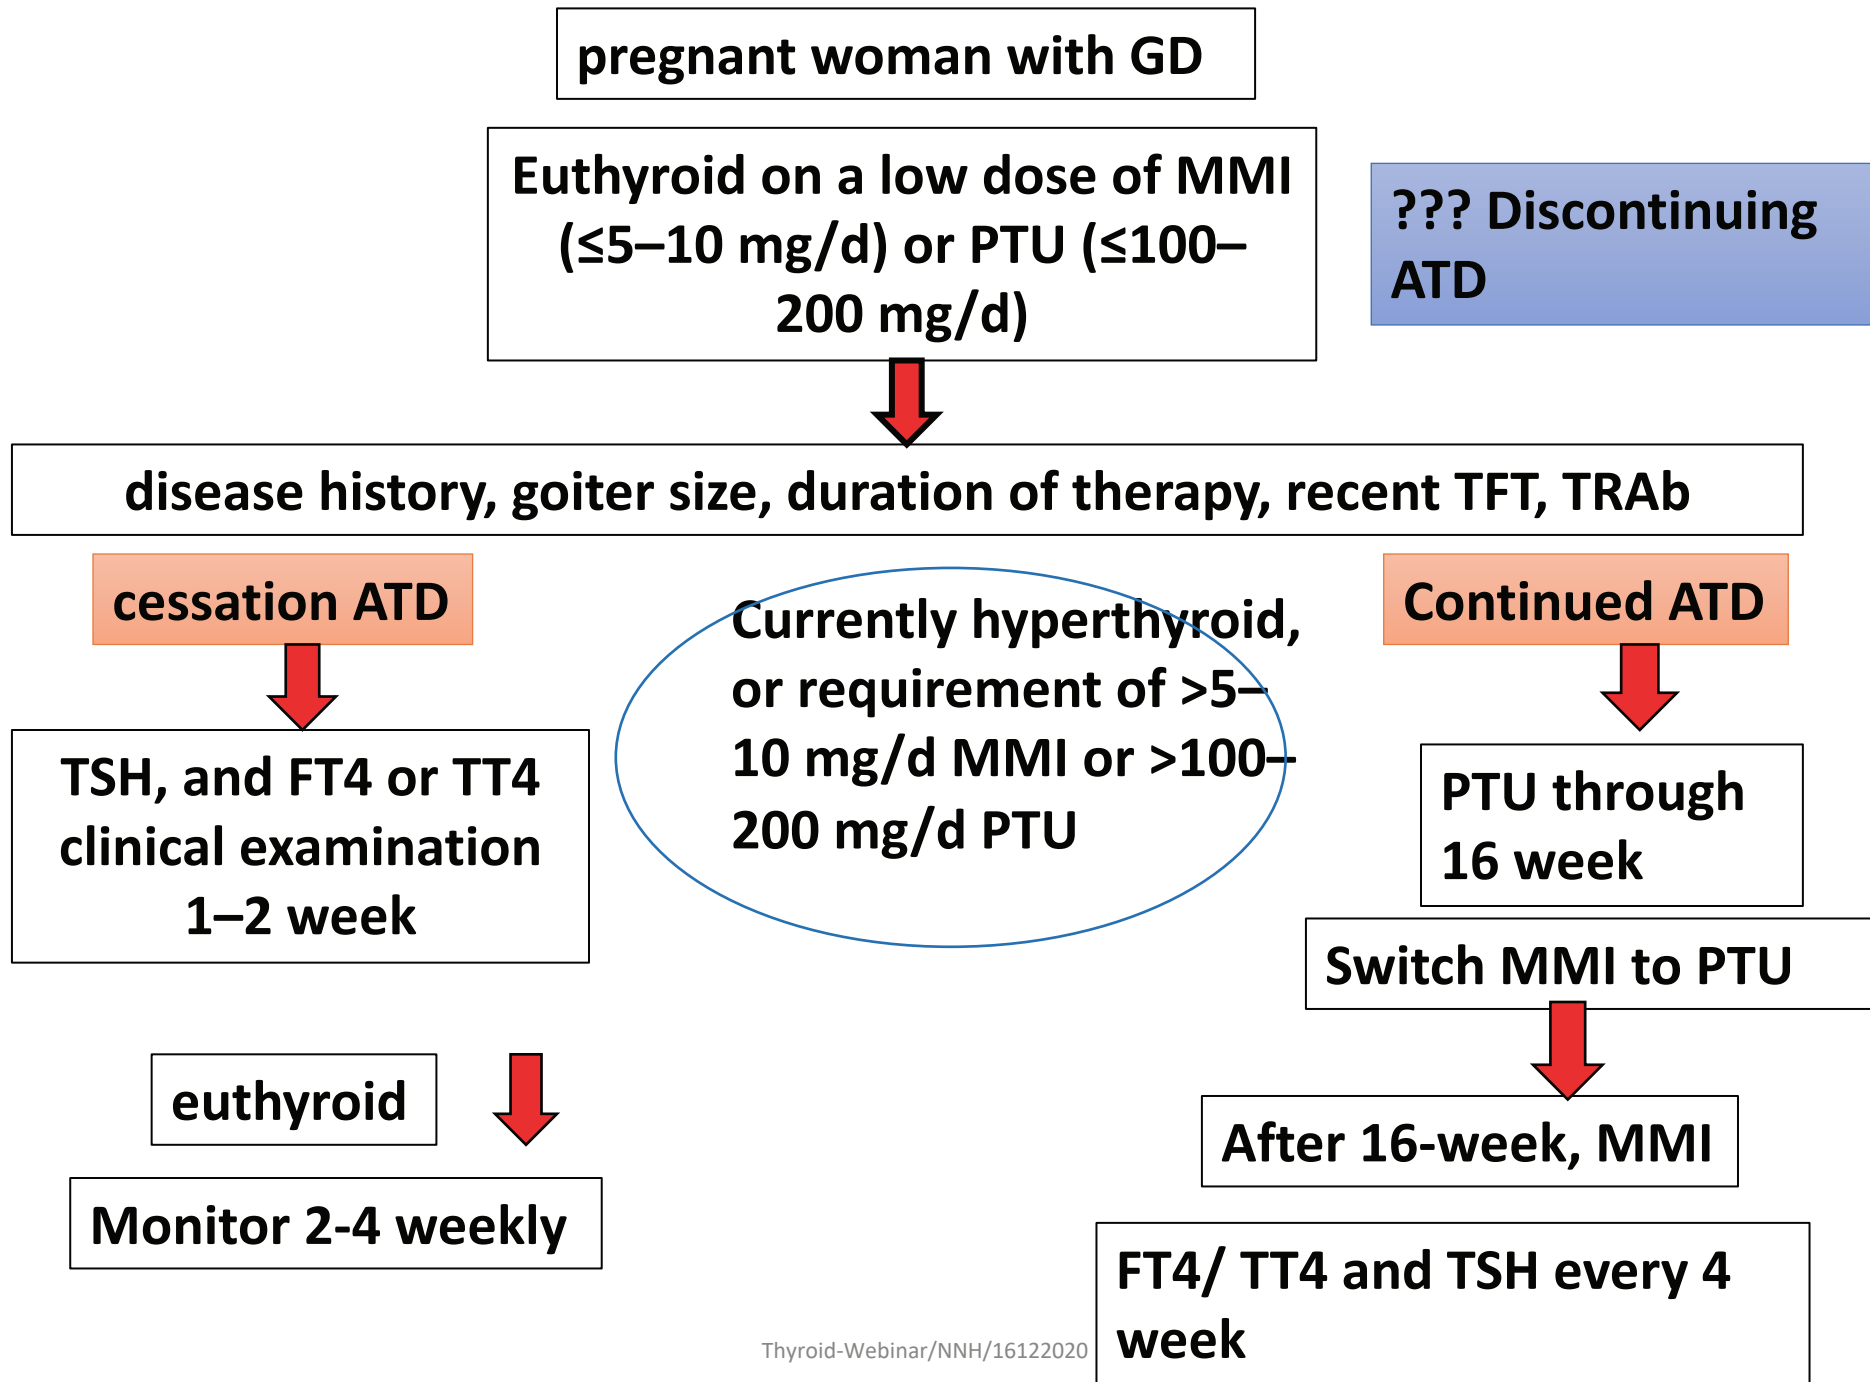 pregnant woman with GD
Euthyroid on a low dose of MMI
(≤5–10 mg/d) or PTU (≤100–
200 mg/d)
??? Discontinuing
ATD
disease history, goiter size, duration of therapy, recent TFT, TRAb
cessation ATD
TSH, and FT4 or TT4
clinical examination
1–2 week
euthyroid
Monitor 2-4 weekly
Currently hyperthyroid,
or requirement of >5–
10 mg/d MMI or >100–
200 mg/d PTU
Continued ATD
PTU through
16 week
Switch MMI to PTU
After 16-week, MMI
FT4/ TT4 and TSH every 4
week
Thyroid-Webinar/NNH/16122020